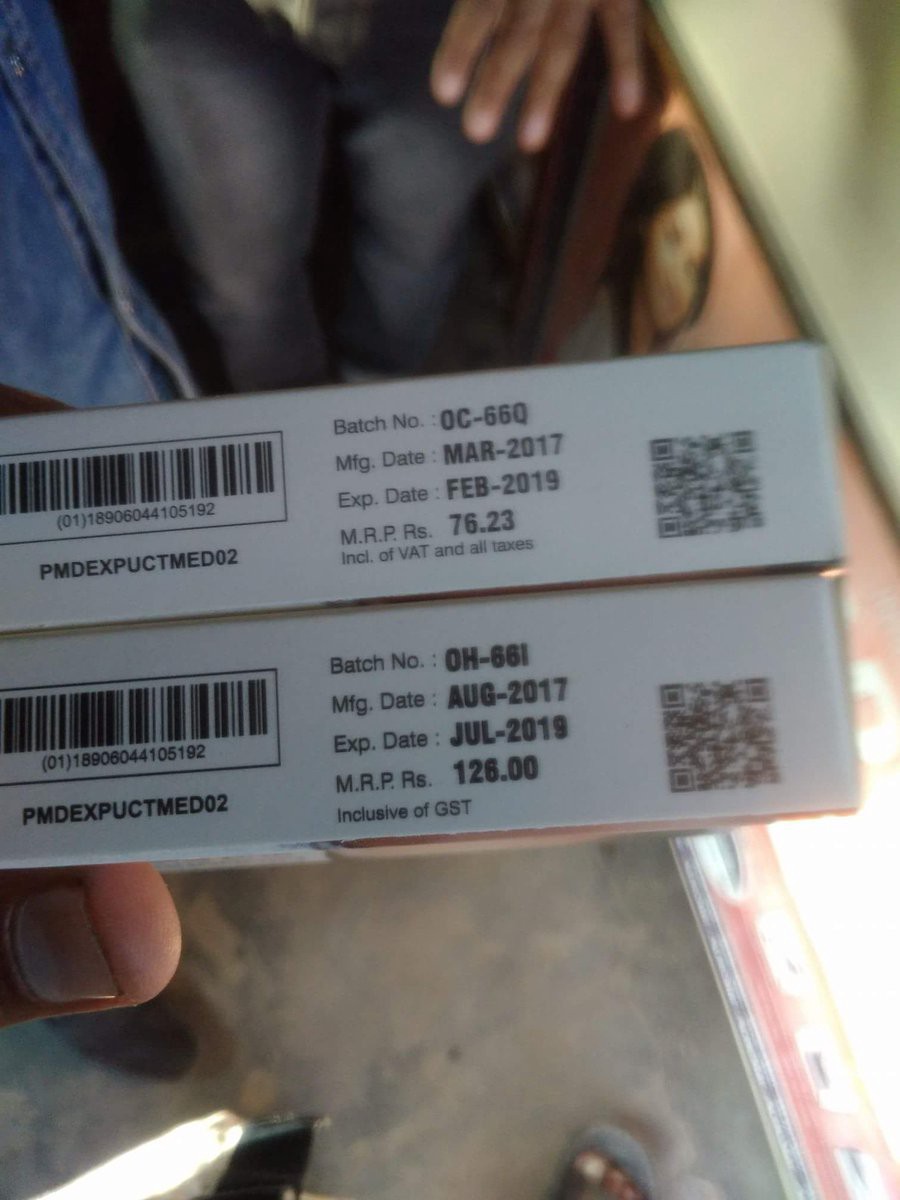 Batch No. : OC-66Q
Mfg. Date : MAR-2017
Exp. Date : FEB-2019
M.R.P. Rs. 76.23
Incl. of VAT and all taxes
(01)18906044105192
PMDEXPUCTMED02
Batch No. : OH-66I
Mfg. Date : AUG-2017
Exp. Date : JUL-2019
M.R.P. Rs. 126.00
Inclusive of GST
(01)18906044105192
PMDEXPUCTMED02